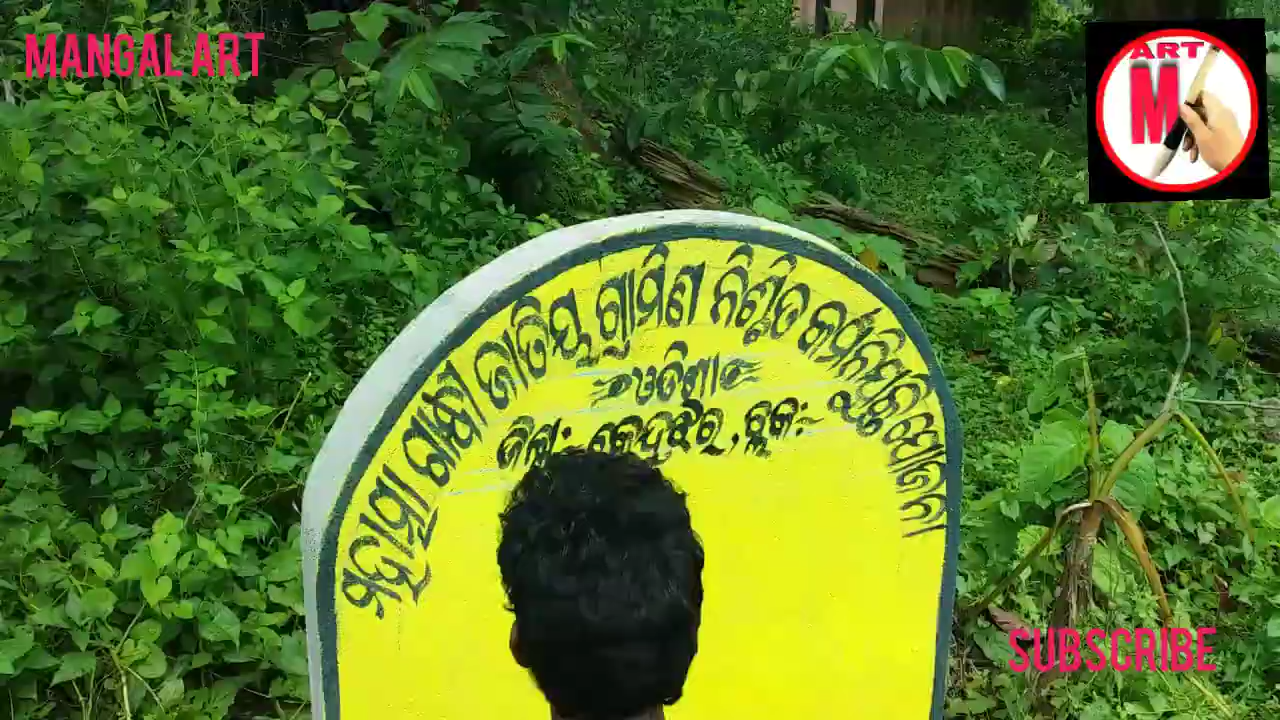 MANGAL ART
ART
M
ମହାତ୍ମା ଗାନ୍ଧୀ ଜାତିୟ ଗ୍ରାମିଣ ନିଶ୍ଚିତ କର୍ମନିଯୁକ୍ତି ଯୋଜନା
ଓଡିଶା
ଜିଲ୍ଲା:- କେନ୍ଦୁଝର, ବ୍ଲକ:-
SUBSCRIBE